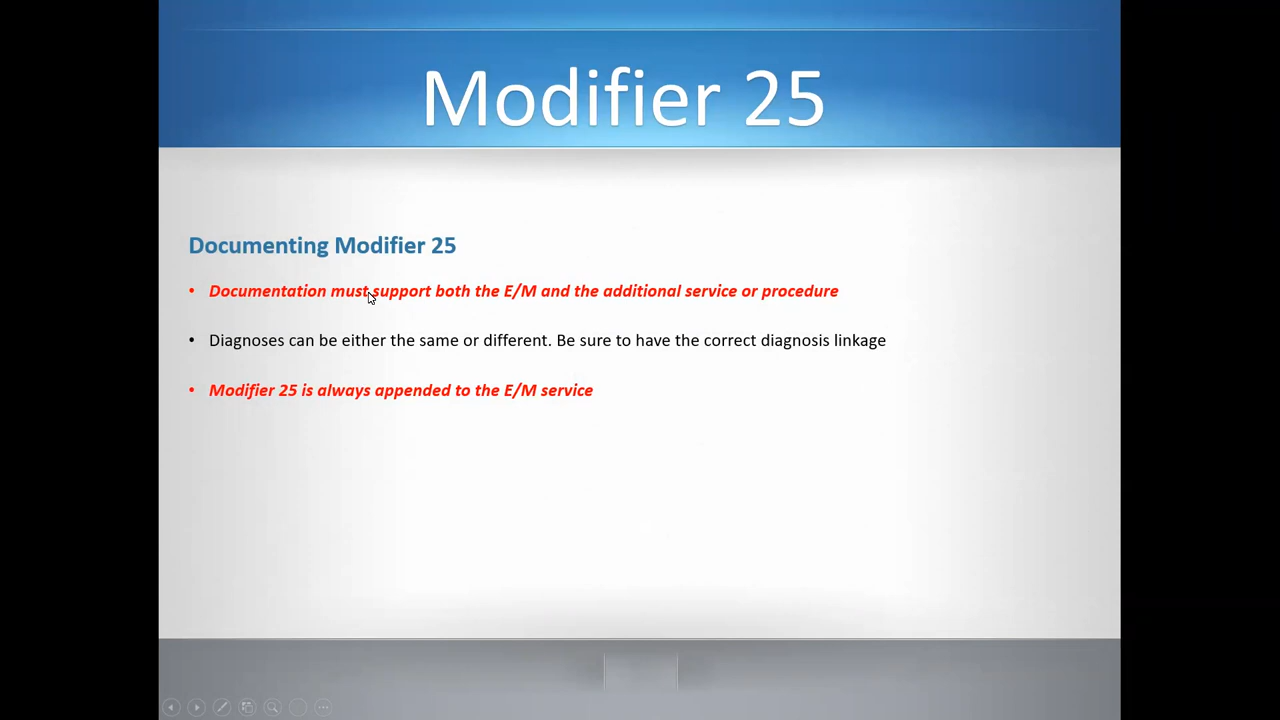 Modifier 25
Documenting Modifier 25
• Documentation must support both the E/M and the additional service or procedure
• Diagnoses can be either the same or different. Be sure to have the correct diagnosis linkage
• Modifier 25 is always appended to the E/M service